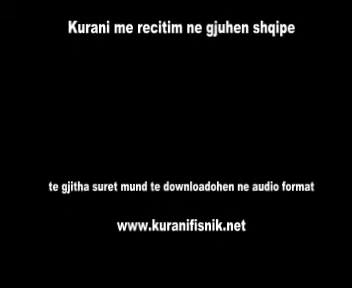 Kurani me recitim ne gjuhen shqipe
te gjitha suret mund te downloadohen ne audio format
www.kuranifisnik.net